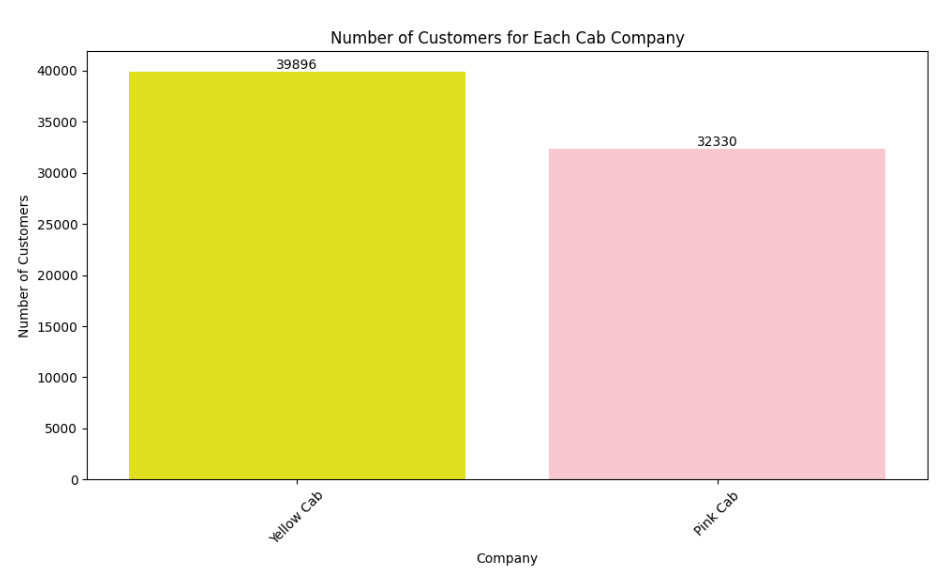 Number of Customers for Each Cab Company
Number of Customers
40000
35000
30000
25000
20000
15000
10000
5000
0
39896
32330
Yellow Cab
Pink Cab
Company